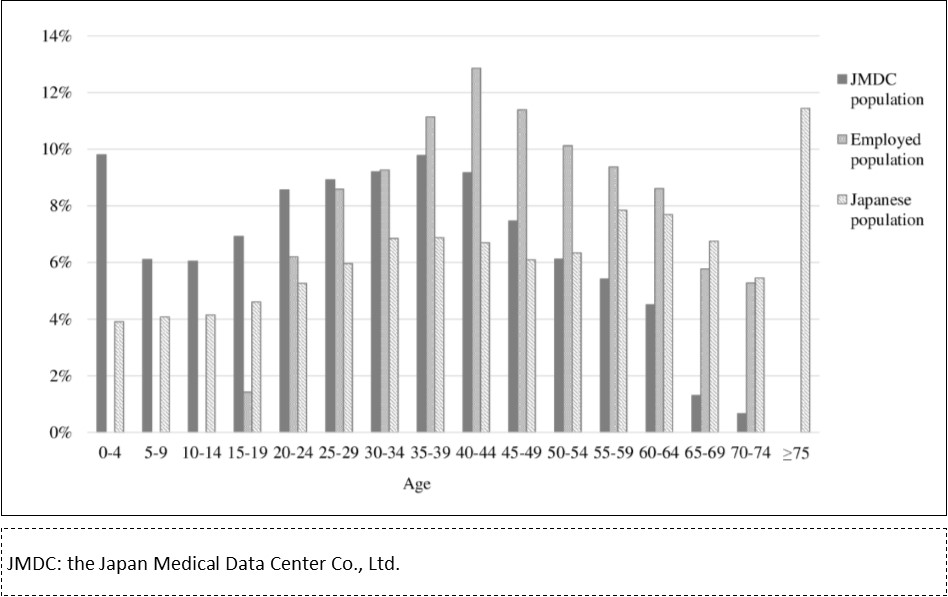 14%
12%
10%
8%
6%
4%
2%
0%
0-4 5-9 10-14 15-19 20-24 25-29 30-34 35-39 40-44 45-49 50-54 55-59 60-64 65-69 70-74 ≥75
Age
JMDC
population
Employed
population
Japanese
population
JMDC: the Japan Medical Data Center Co., Ltd.